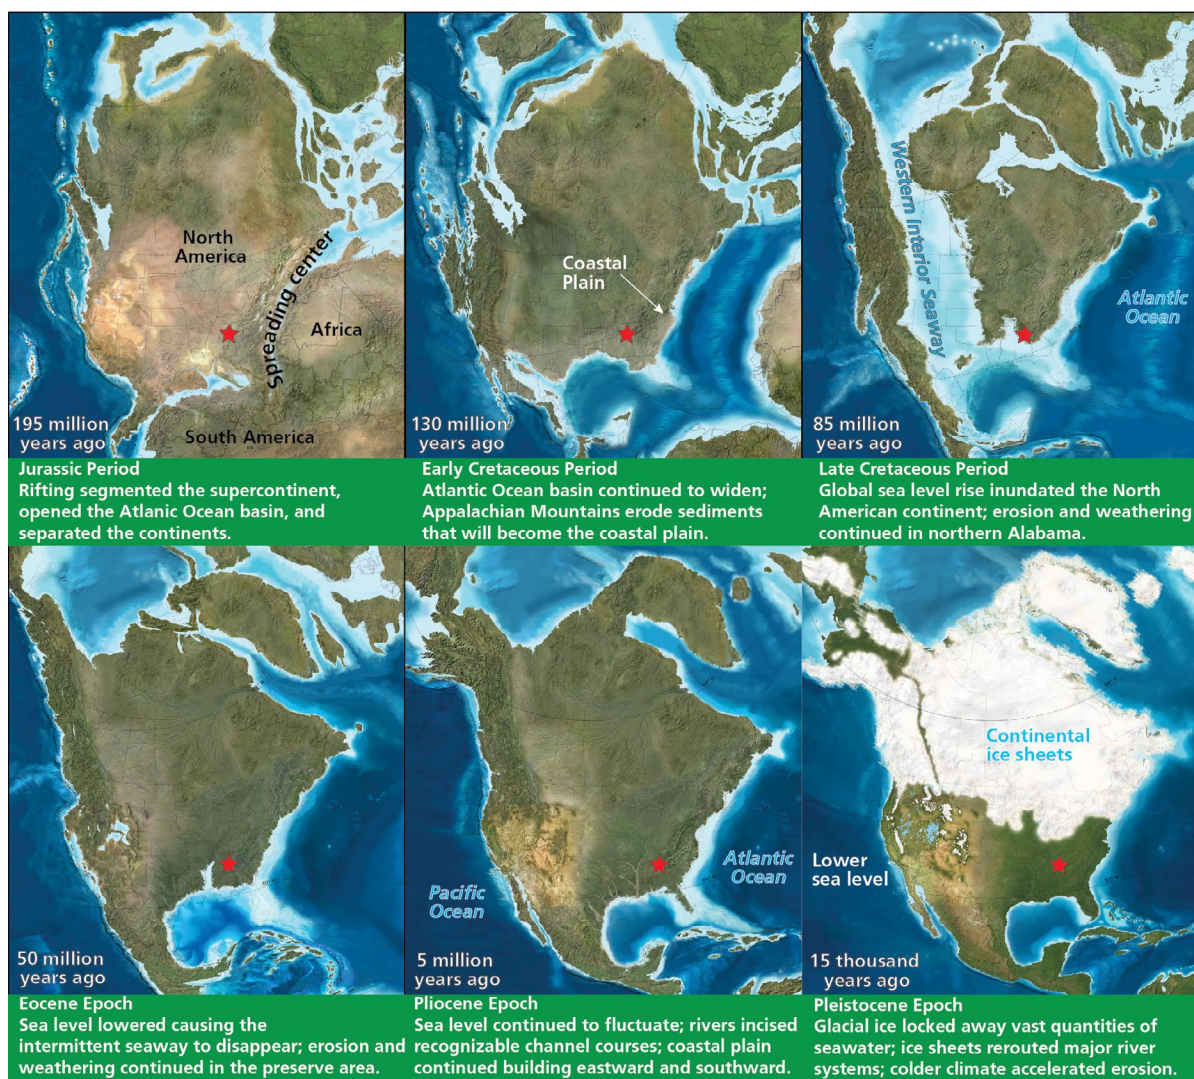 North
America
Spreading center
Africa
South America
195 million
years ago
Jurassic Period
Rifting segmented the supercontinent,
opened the Atlanic Ocean basin, and
separated the continents.
Coastal
Plain
130 million
years ago
Early Cretaceous Period
Atlantic Ocean basin continued to widen;
Appalachian Mountains erode sediments
that will become the coastal plain.
Western Interior Seaway
Atlantic
Ocean
85 million
years ago
Late Cretaceous Period
Global sea level rise inundated the North
American continent; erosion and weathering
continued in northern Alabama.
50 million
years ago
Eocene Epoch
Sea level lowered causing the
intermittent seaway to disappear; erosion and
weathering continued in the preserve area.
Pacific
Ocean
Atlantic
Ocean
5 million
years ago
Pliocene Epoch
Sea level continued to fluctuate; rivers incised
recognizable channel courses; coastal plain
continued building eastward and southward.
Continental
ice sheets
Lower
sea level
15 thousand
years ago
Pleistocene Epoch
Glacial ice locked away vast quantities of
seawater; ice sheets rerouted major river
systems; colder climate accelerated erosion.